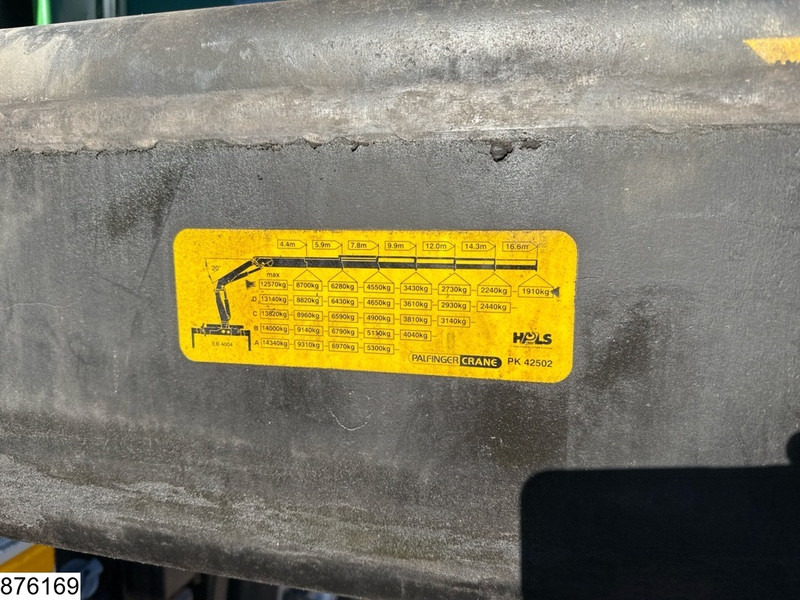 4.4m 5.9m 7.8m 9.9m 12.0m 14.3m 16.6m
20°
max
12570kg 8700kg 6280kg 4550kg 3430kg 2730kg 2240kg 1910kg
D 13140kg 8820kg 6430kg 4650kg 3610kg 2930kg 2440kg
C 13820kg 8960kg 6590kg 4900kg 3810kg 3140kg
B 14000kg 9140kg 6790kg 5110kg 4040kg
A 14340kg 9310kg 6970kg 5300kg
HPLS
PALFINGER CRANE PK 42502
876169